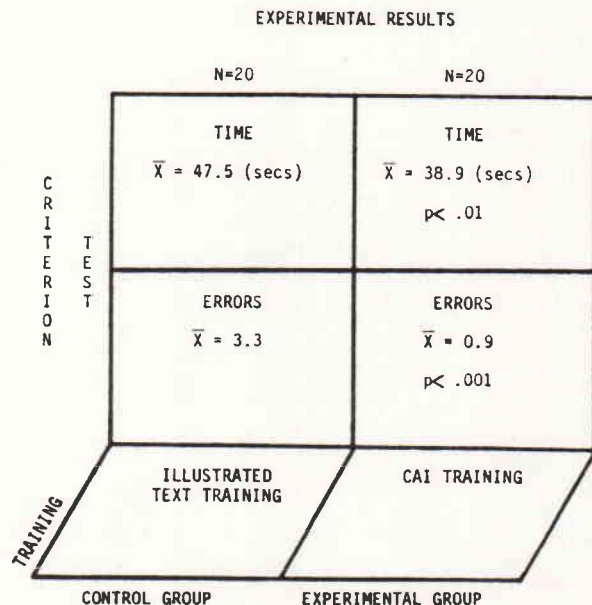 EXPERIMENTAL RESULTS
N=20 N=20
TIME TIME
X̅ = 47.5 (secs) X̅ = 38.9 (secs)
p< .01
CRITERION
TEST
ERRORS ERRORS
X̅ = 3.3 X̅ = 0.9
p< .001
ILLUSTRATED
TEXT TRAINING
CAI TRAINING
TRAINING
CONTROL GROUP EXPERIMENTAL GROUP